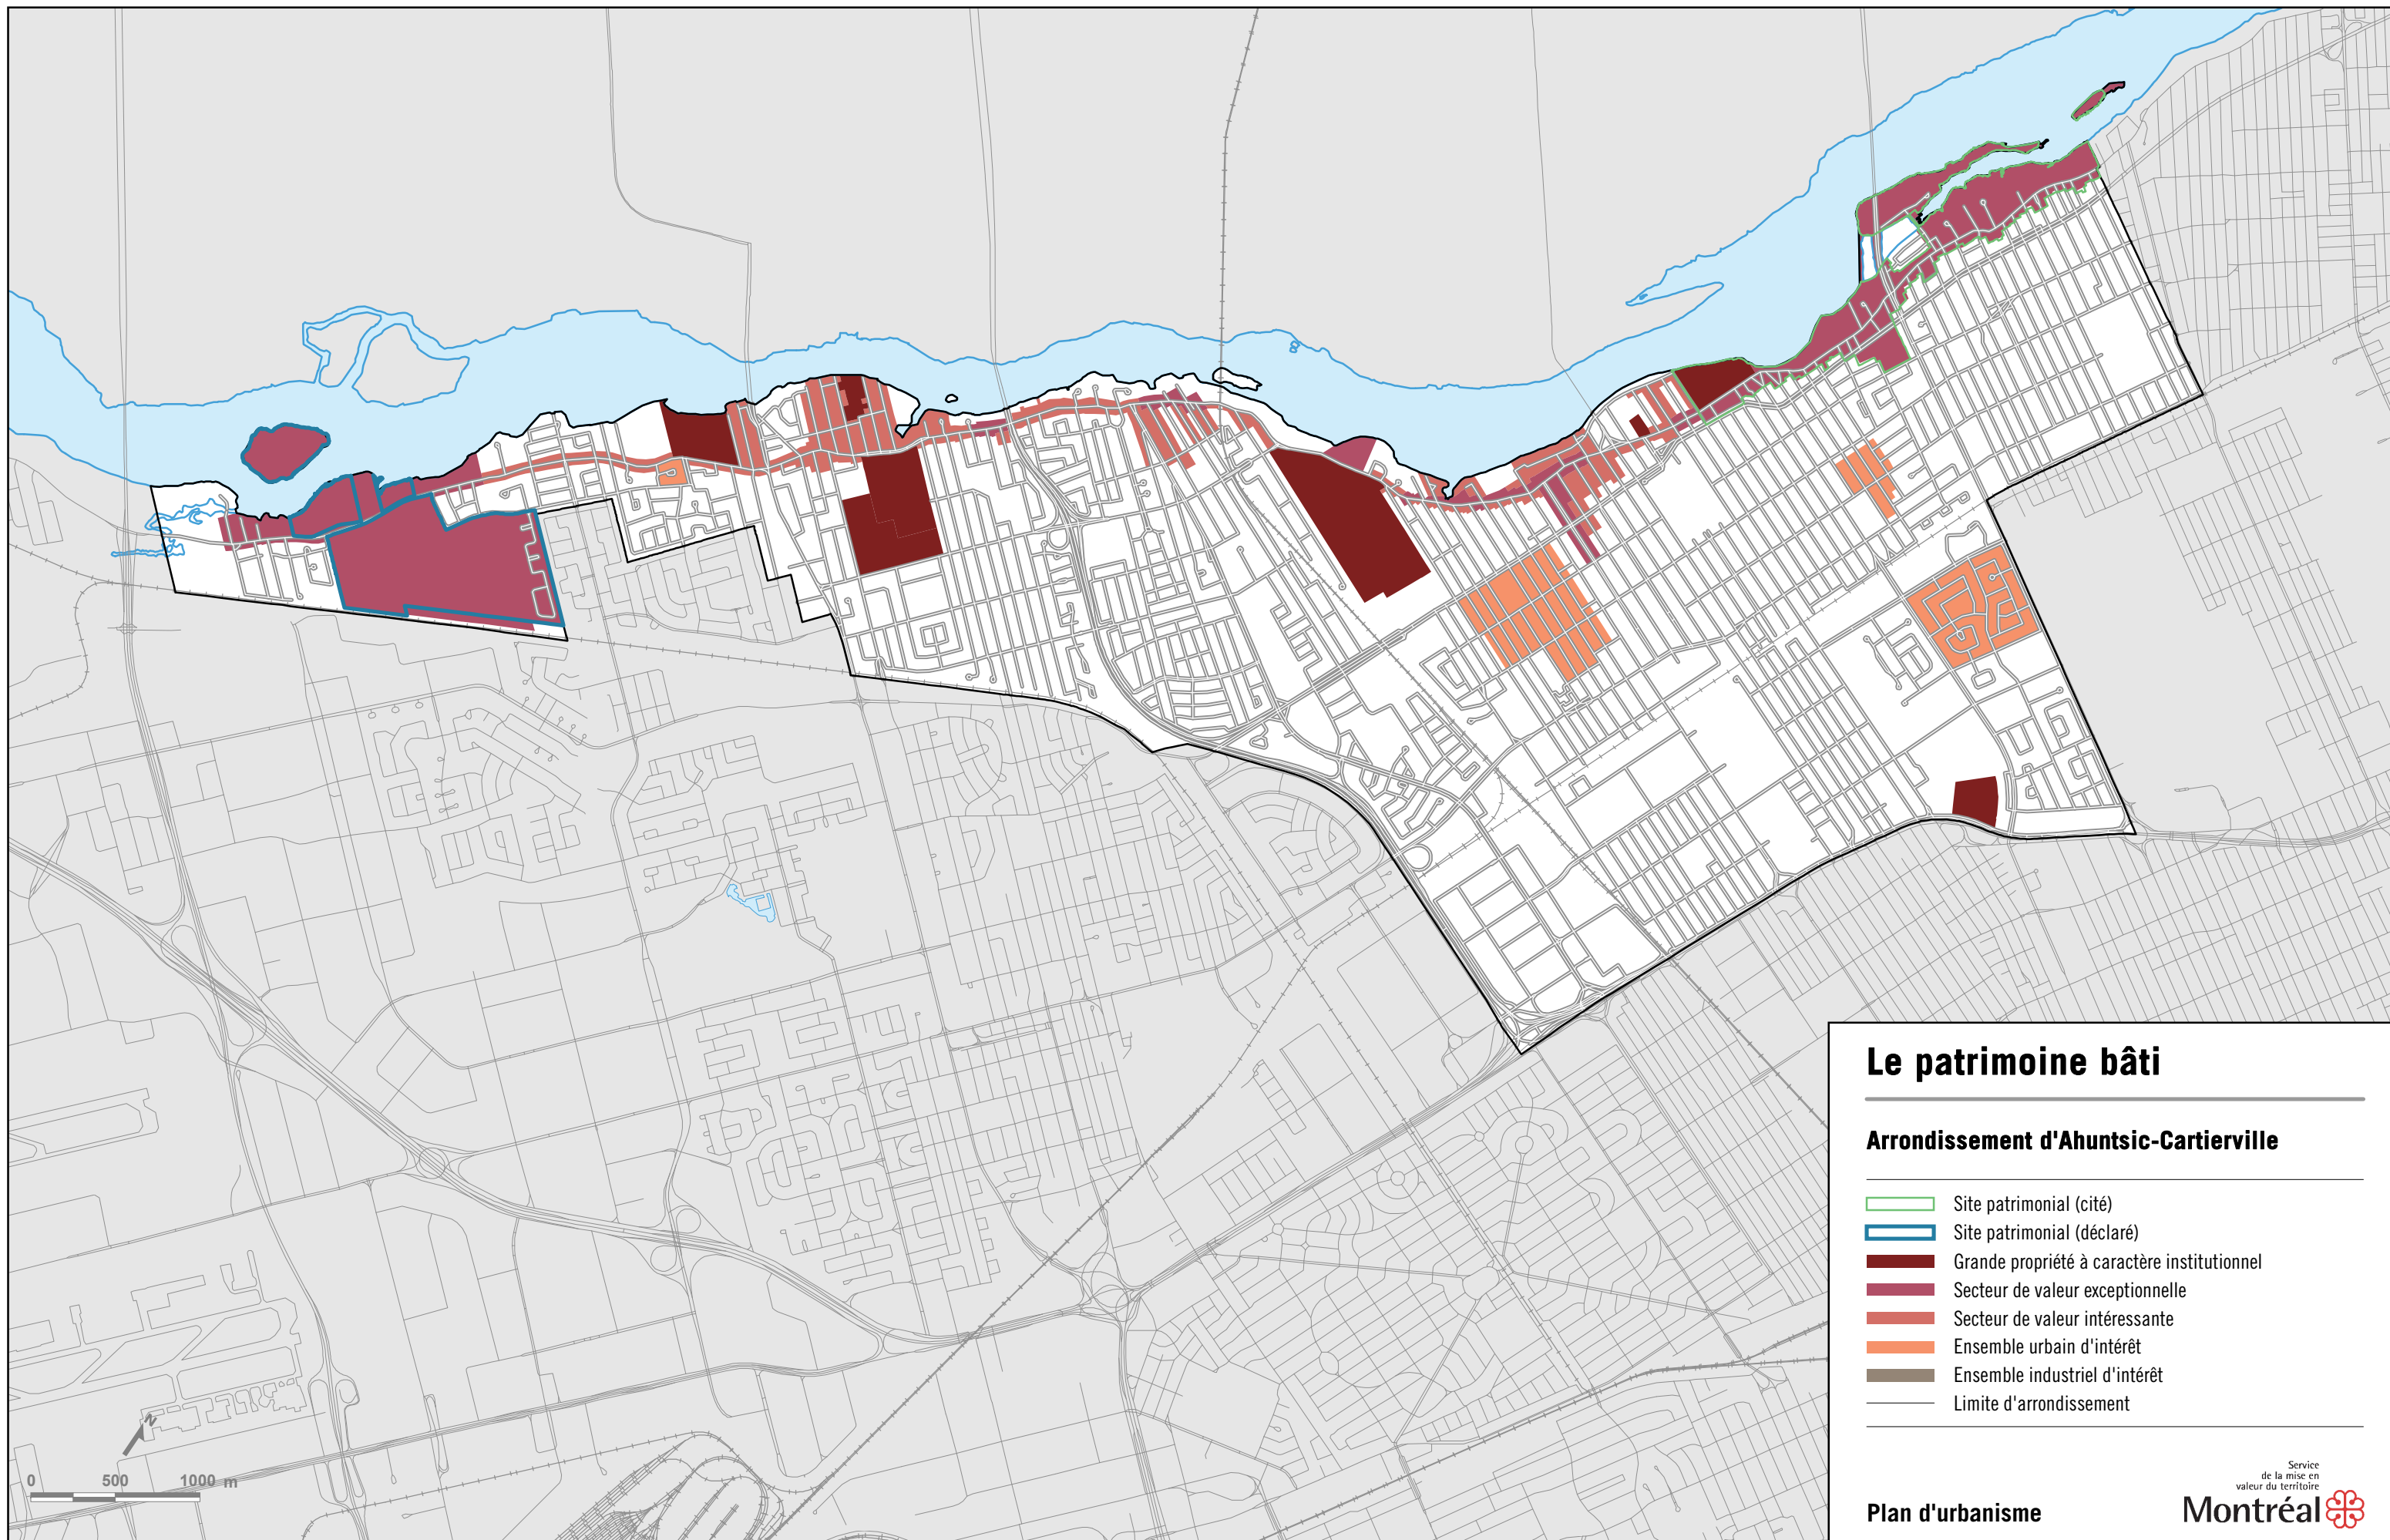 Le patrimoine bâti
Arrondissement d'Ahuntsic-Cartierville
Site patrimonial (cité)
Site patrimonial (déclaré)
Grande propriété à caractère institutionnel
Secteur de valeur exceptionnelle
Secteur de valeur intéressante
Ensemble urbain d'intérêt
Ensemble industriel d'intérêt
Limite d'arrondissement
N
0 500 1000 m
Service
de la mise en
valeur du territoire
Plan d'urbanisme
Montréal